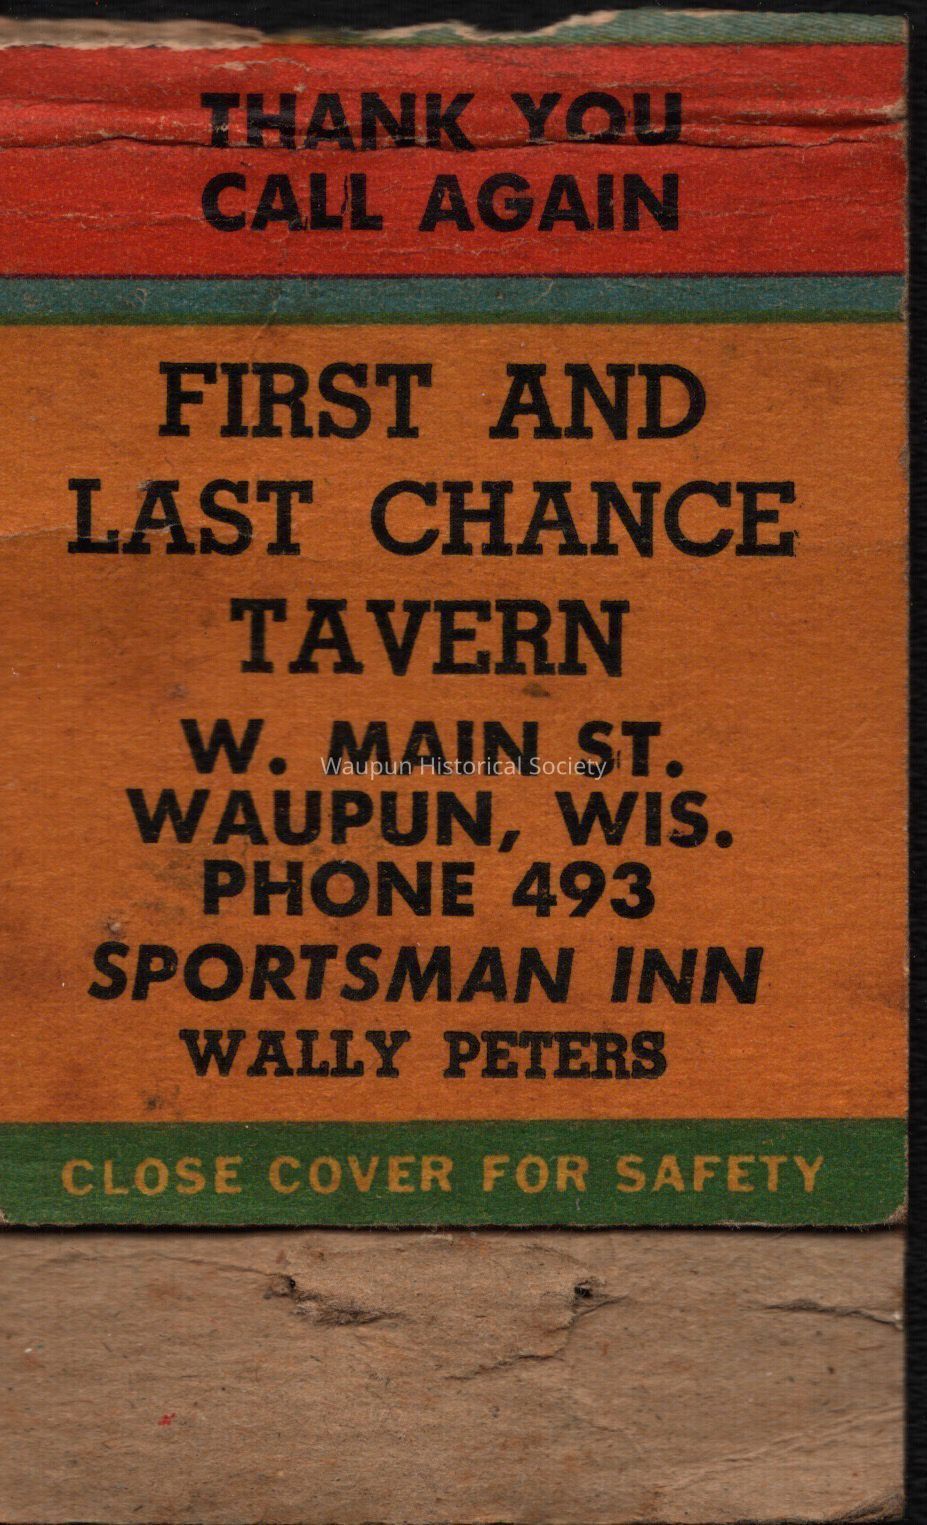 THANK YOU
CALL AGAIN
FIRST AND
LAST CHANCE
TAVERN
W. MAIN ST.
Waupun Historical Society
WAUPUN, WIS.
PHONE 493
SPORTSMAN INN
WALLY PETERS
CLOSE COVER FOR SAFETY